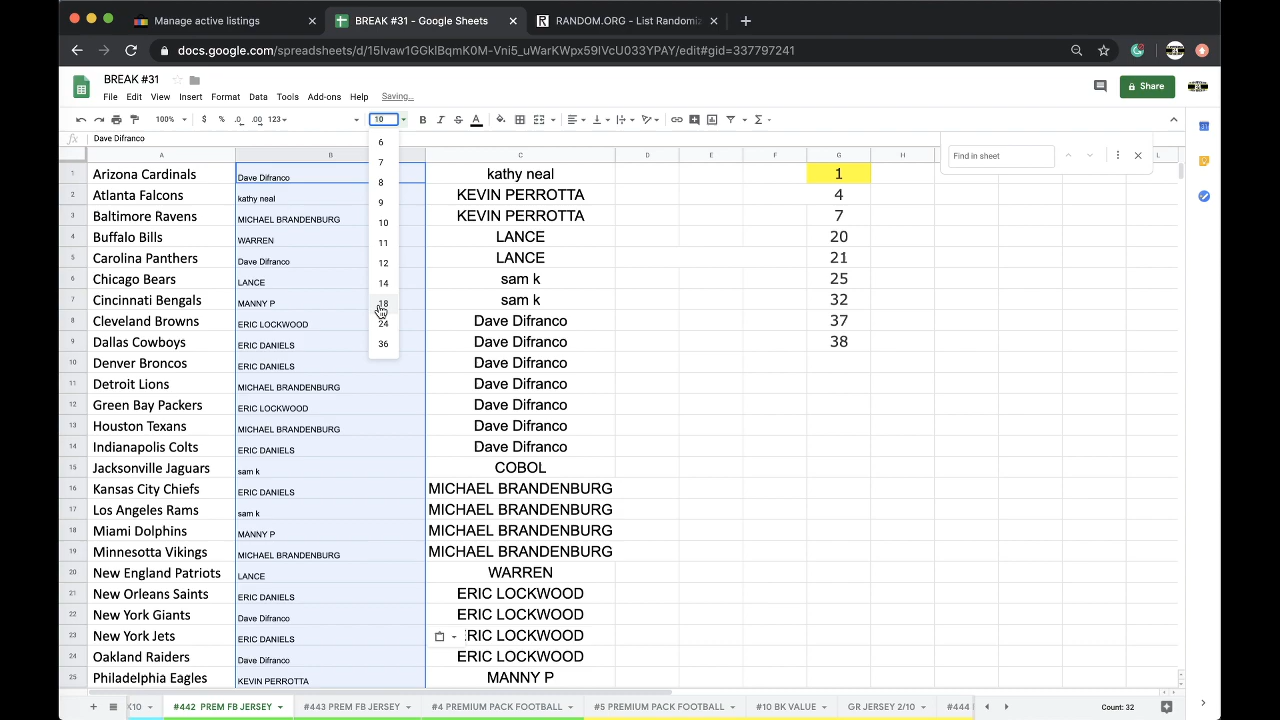 Manage active listings
BREAK #31 - Google Sheets
RANDOM.ORG - List Randomiz
docs.google.com/spreadsheets/d/15Ivaw1GGkIBqmK0M-Vni5_uWarKWpx59IVcU033YPAY/edit#gid=337797241
BREAK #31
File Edit View Insert Format Data Tools Add-ons Help Saving...
Share
100% $ % .0 .00 123 10 B I S A
fx Dave Difranco
Find in sheet
A B C D E F G H L
1 Arizona Cardinals Dave Difranco kathy neal 1
2 Atlanta Falcons kathy neal KEVIN PERROTTA 4
3 Baltimore Ravens MICHAEL BRANDENBURG KEVIN PERROTTA 7
4 Buffalo Bills WARREN LANCE 20
5 Carolina Panthers Dave Difranco LANCE 21
6 Chicago Bears LANCE sam k 25
7 Cincinnati Bengals MANNY P sam k 32
8 Cleveland Browns ERIC LOCKWOOD Dave Difranco 37
9 Dallas Cowboys ERIC DANIELS Dave Difranco 38
10 Denver Broncos ERIC DANIELS Dave Difranco
11 Detroit Lions MICHAEL BRANDENBURG Dave Difranco
12 Green Bay Packers ERIC LOCKWOOD Dave Difranco
13 Houston Texans MICHAEL BRANDENBURG Dave Difranco
14 Indianapolis Colts ERIC DANIELS Dave Difranco
15 Jacksonville Jaguars sam k COBOL
16 Kansas City Chiefs ERIC DANIELS MICHAEL BRANDENBURG
17 Los Angeles Rams sam k MICHAEL BRANDENBURG
18 Miami Dolphins MANNY P MICHAEL BRANDENBURG
19 Minnesota Vikings MICHAEL BRANDENBURG MICHAEL BRANDENBURG
20 New England Patriots LANCE WARREN
21 New Orleans Saints ERIC DANIELS ERIC LOCKWOOD
22 New York Giants Dave Difranco ERIC LOCKWOOD
23 New York Jets ERIC DANIELS ERIC LOCKWOOD
24 Oakland Raiders Dave Difranco ERIC LOCKWOOD
25 Philadelphia Eagles KEVIN PERROTTA MANNY P
6
7
8
9
10
11
12
14
18
24
36
K10 #442 PREM FB JERSEY #443 PREM FB JERSEY #4 PREMIUM PACK FOOTBALL #5 PREMIUM PACK FOOTBALL #10 BK VALUE GR JERSEY 2/10 #444 Count: 32